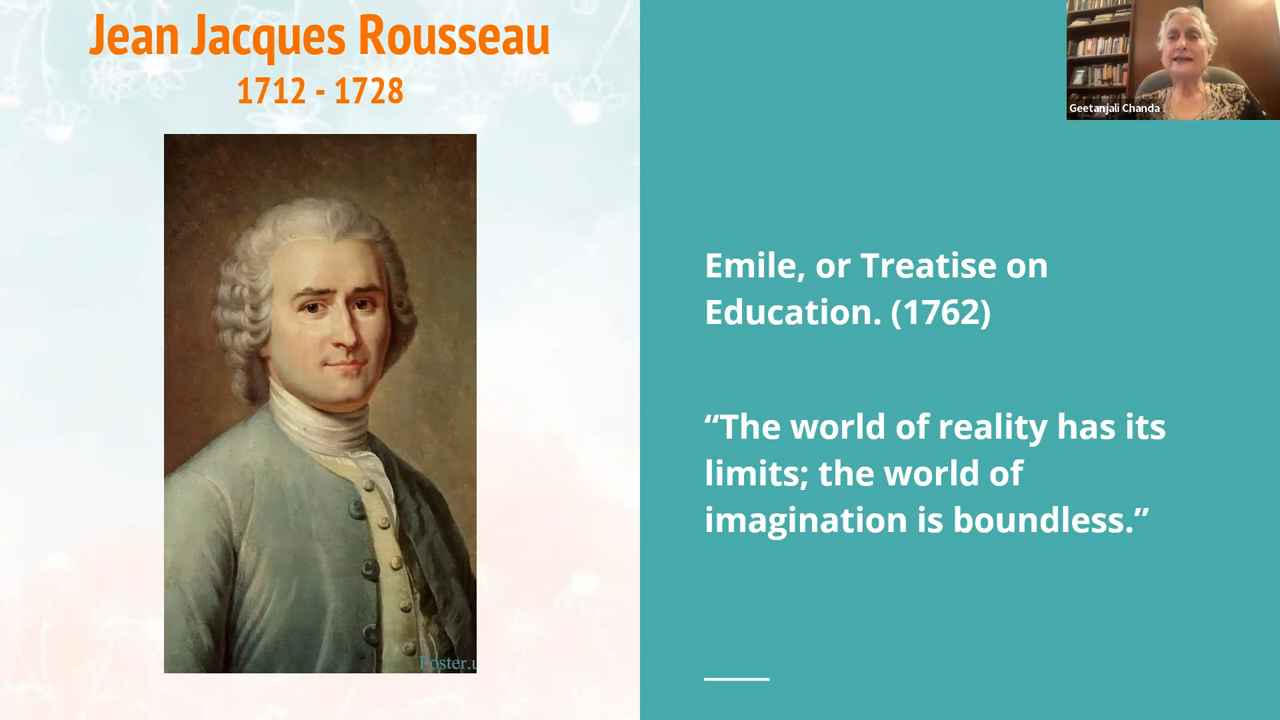 Jean Jacques Rousseau
1712 - 1728
Geetanjali Chanda
Emile, or Treatise on
Education. (1762)
“The world of reality has its
limits; the world of
imagination is boundless.”
Poster.